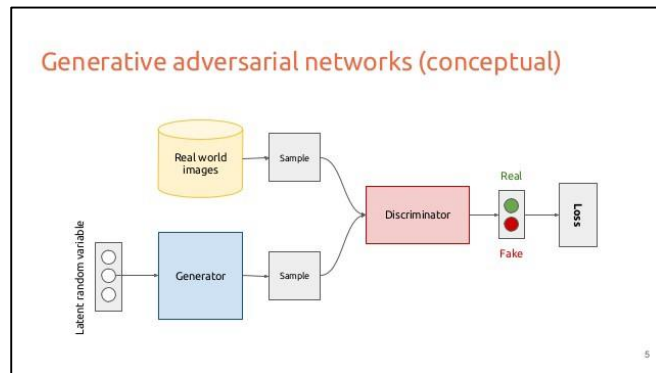 Generative adversarial networks (conceptual)
Real world
images
Sample
Real
Discriminator
Loss
Fake
Latent random variable
Generator
Sample
5